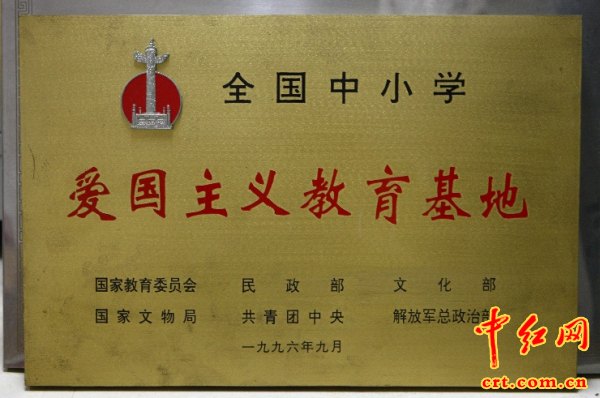 全国中小学
爱国主义教育基地
国家教育委员会 民政部 文化部
国家文物局 共青团中央 解放军总政治部
一九九六年九月
中红网
crt.com.cn